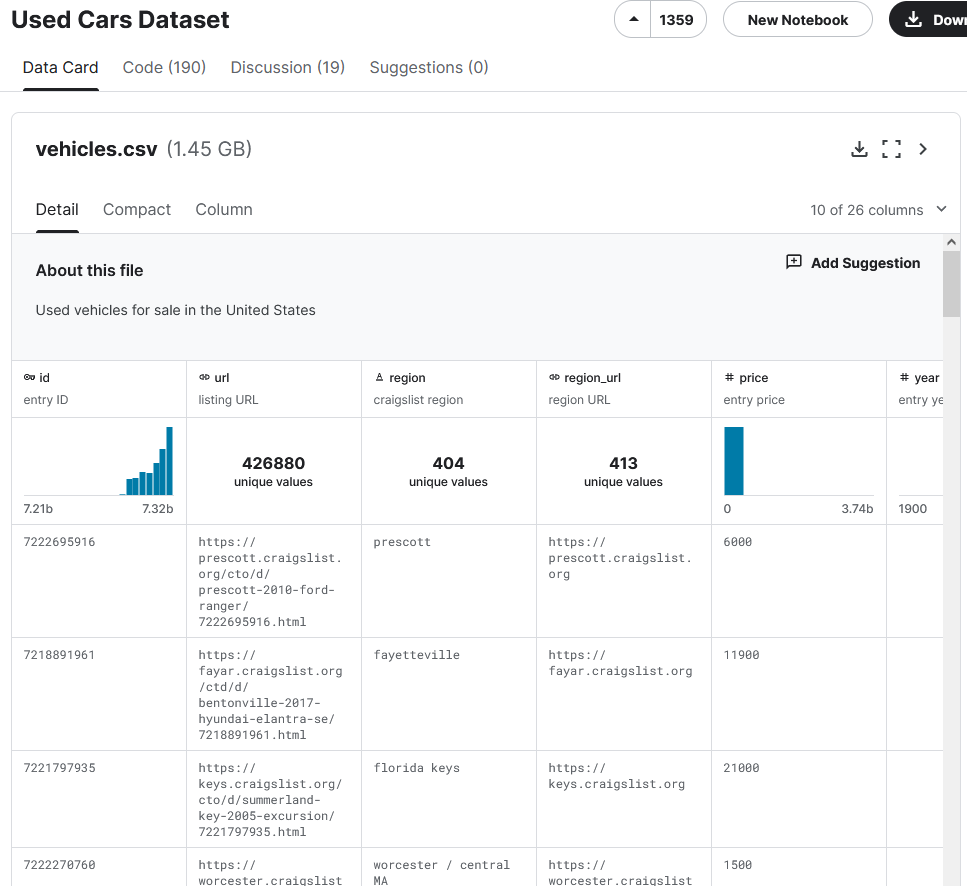 Used Cars Dataset
1359
New Notebook
Down
Data Card
Code (190)
Discussion (19)
Suggestions (0)
vehicles.csv (1.45 GB)
Detail
Compact
Column
10 of 26 columns
About this file
Add Suggestion
Used vehicles for sale in the United States
id
url
region
region_url
# price
# year
entry ID
listing URL
craigslist region
region URL
entry price
entry ye
426880
unique values
404
unique values
413
unique values
7.21b
7.32b
0
3.74b
1900
7222695916
https://
prescott.craigslist.
org/cto/d/
prescott-2010-ford-
ranger/
7222695916.html
prescott
https://
prescott.craigslist.
org
6000
7218891961
https://
fayar.craigslist.org
/ctd/d/
bentonville-2017-
hyundai-elantra-se/
7218891961.html
fayetteville
https://
fayar.craigslist.org
11900
7221797935
https://
keys.craigslist.org/
cto/d/summerland-
key-2005-excursion/
7221797935.html
florida keys
https://
keys.craigslist.org
21000
7222270760
https://
worcester.craigslist
worcester / central
MA
https://
worcester.craigslist
1500